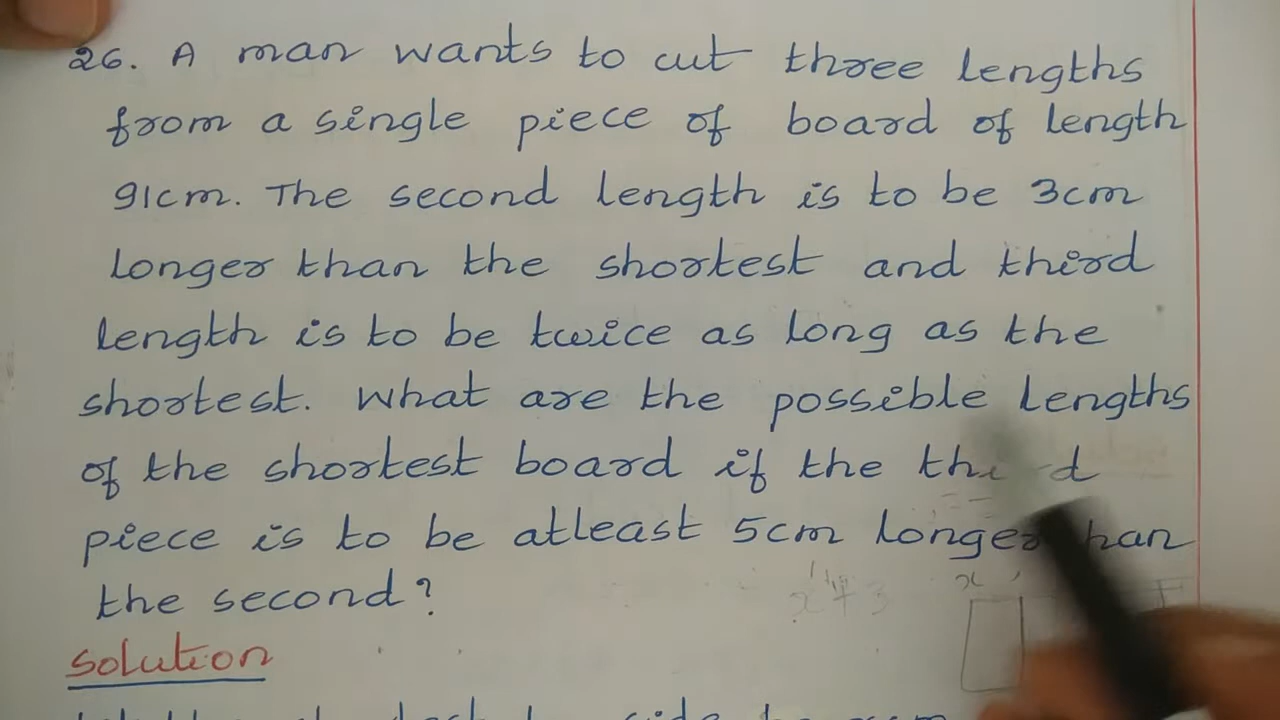 26. A man wants to cut three lengths
from a single piece of board of length
91cm. The second length is to be 3cm
longer than the shortest and third
length is to be twice as long as the
shortest. What are the possible lengths
of the shortest board if the third
piece is to be atleast 5cm longer than
the second?
x + 3
x
Solution